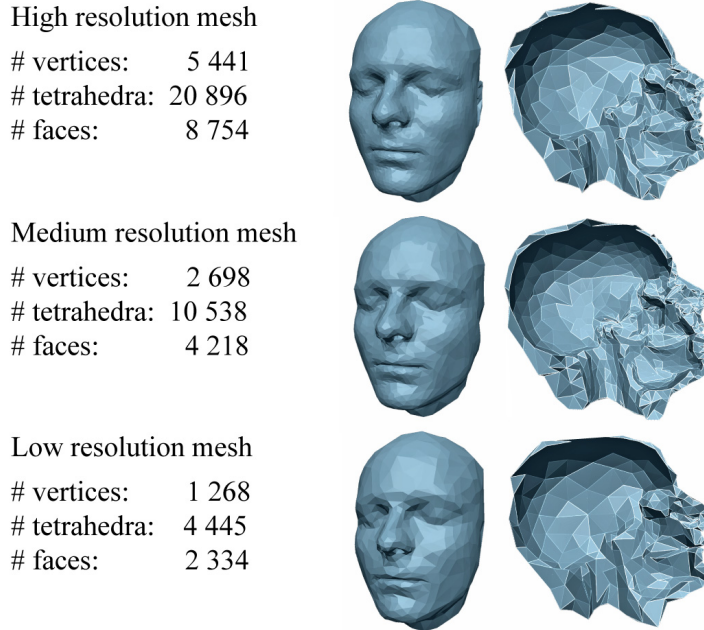 High resolution mesh
# vertices: 5 441
# tetrahedra: 20 896
# faces: 8 754
Medium resolution mesh
# vertices: 2 698
# tetrahedra: 10 538
# faces: 4 218
Low resolution mesh
# vertices: 1 268
# tetrahedra: 4 445
# faces: 2 334